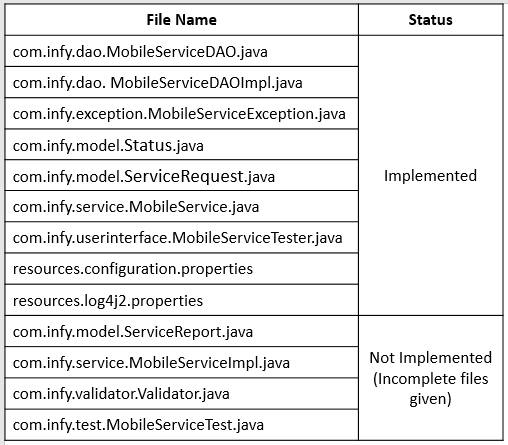 File Name Status
com.infy.dao.MobileServiceDAO.java
com.infy.dao. MobileServiceDAOImpl.java
com.infy.exception.MobileServiceException.java
com.infy.model.Status.java
com.infy.model.ServiceRequest.java
com.infy.service.MobileService.java
com.infy.userinterface.MobileServiceTester.java
resources.configuration.properties
resources.log4j2.properties
Implemented
com.infy.model.ServiceReport.java
com.infy.service.MobileServiceImpl.java
com.infy.validator.Validator.java
com.infy.test.MobileServiceTest.java
Not Implemented
(Incomplete files
given)